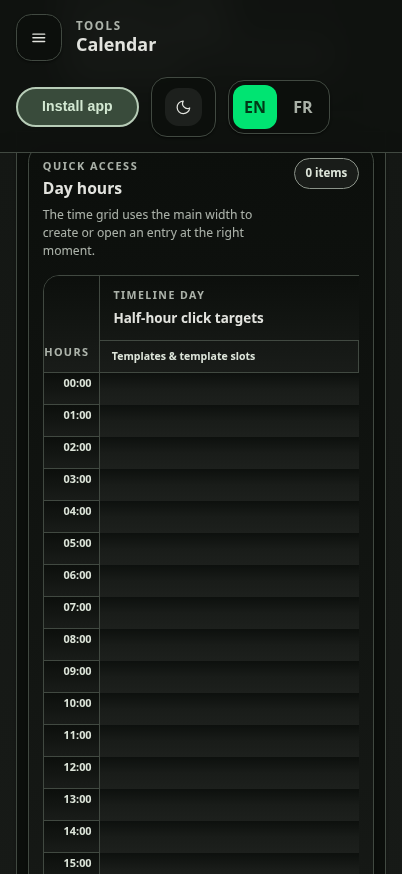 TOOLS
Calendar
Install app
EN
FR
QUICK ACCESS
Day hours
0 items
The time grid uses the main width to
create or open an entry at the right
moment.
TIMELINE DAY
Half-hour click targets
HOURS
Templates & template slots
00:00
01:00
02:00
03:00
04:00
05:00
06:00
07:00
08:00
09:00
10:00
11:00
12:00
13:00
14:00
15:00